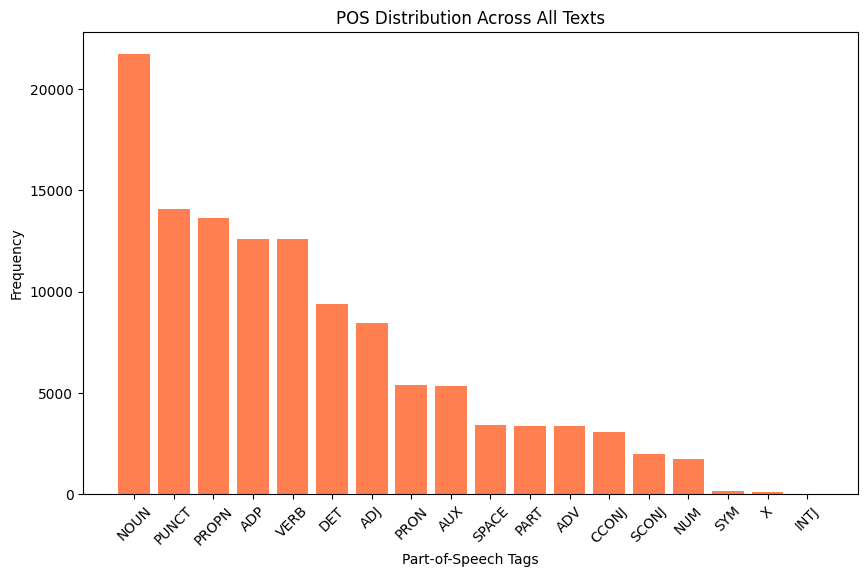 POS Distribution Across All Texts
Frequency
20000
15000
10000
5000
0
NOUN PUNCT PROPN ADP VERB DET ADJ PRON AUX SPACE PART ADV CCONJ SCONJ NUM SYM X INTJ
Part-of-Speech Tags